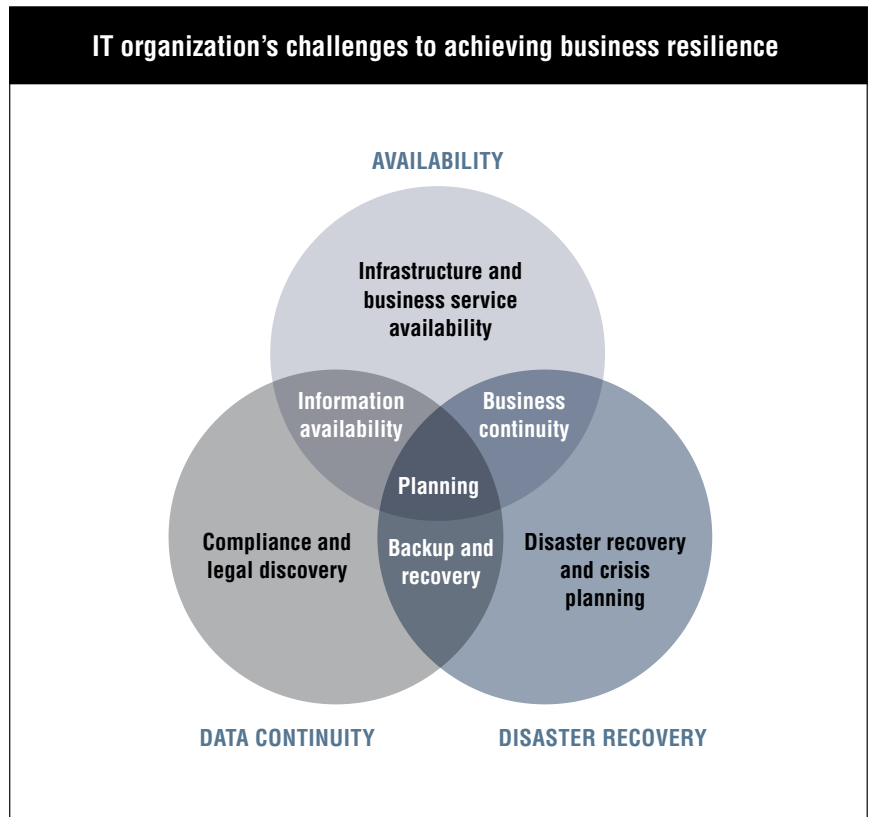 IT organization's challenges to achieving business resilience
AVAILABILITY
Infrastructure and
business service
availability
Information
availability
Business
continuity
Planning
Compliance and
legal discovery
Backup and
recovery
Disaster recovery
and crisis
planning
DATA CONTINUITY
DISASTER RECOVERY